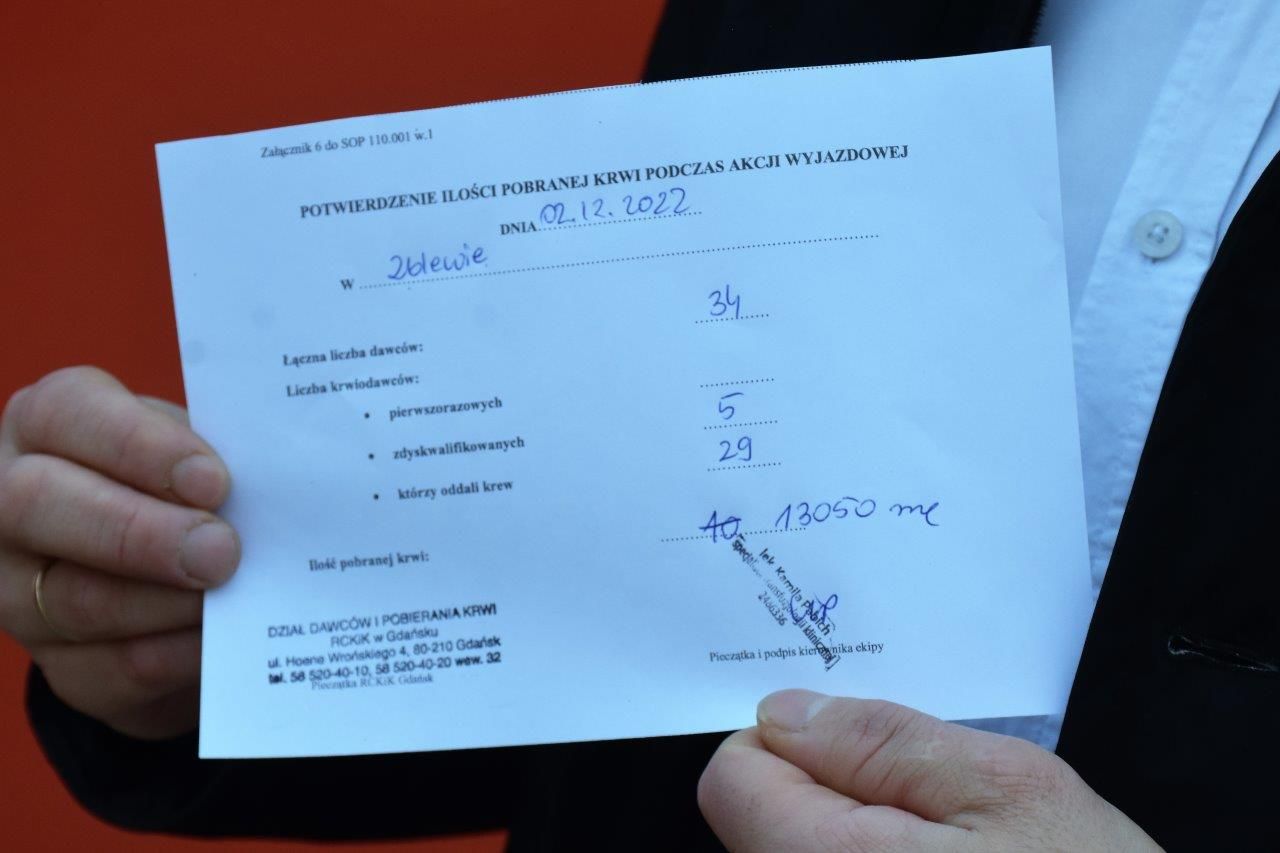 Załącznik 6 do SOP 110.001 w.1
POTWIERDZENIE ILOŚCI POBRANEJ KRWI PODCZAS AKCJI WYJAZDOWEJ
DNIA 02.12.2022
W Zblewie
Łączna liczba dawców: 34
Liczba krwiodawców:
• pierwszorazowych
• zdyskwalifikowanych 5
• którzy oddali krew 29
Ilość pobranej krwi: 13050 ml
DZIAŁ DAWCÓW I POBIERANIA KRWI
RCKiK w Gdańsku
ul. Hoene Wrońskiego 4, 80-210 Gdańsk
tel. 58 520-40-10, 58 520-40-20 wew. 32
Pieczątka RCKiK Gdańsk
lek. Kamila
2486336
Pieczątka i podpis kierownika ekipy